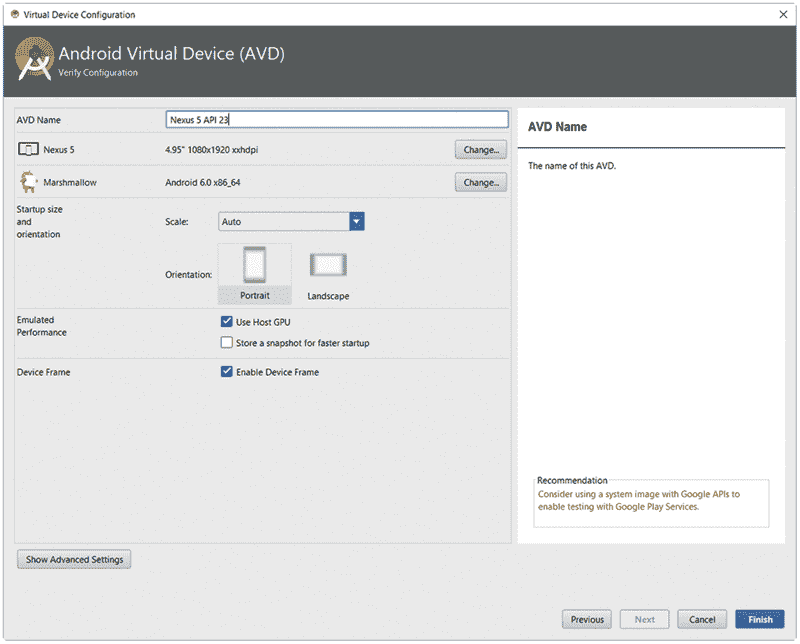 Virtual Device Configuration
Android Virtual Device (AVD)
Verify Configuration
AVD Name
Nexus 5 API 23
Nexus 5
4.95" 1080x1920 xxhdpi
Change...
Marshmallow
Android 6.0 x86_64
Change...
Startup size
and
orientation
Scale:
Auto
Orientation:
Portrait
Landscape
Emulated
Performance
Use Host GPU
Store a snapshot for faster startup
Device Frame
Enable Device Frame
Show Advanced Settings
AVD Name
The name of this AVD.
Recommendation
Consider using a system image with Google APIs to
enable testing with Google Play Services.
Previous
Next
Cancel
Finish